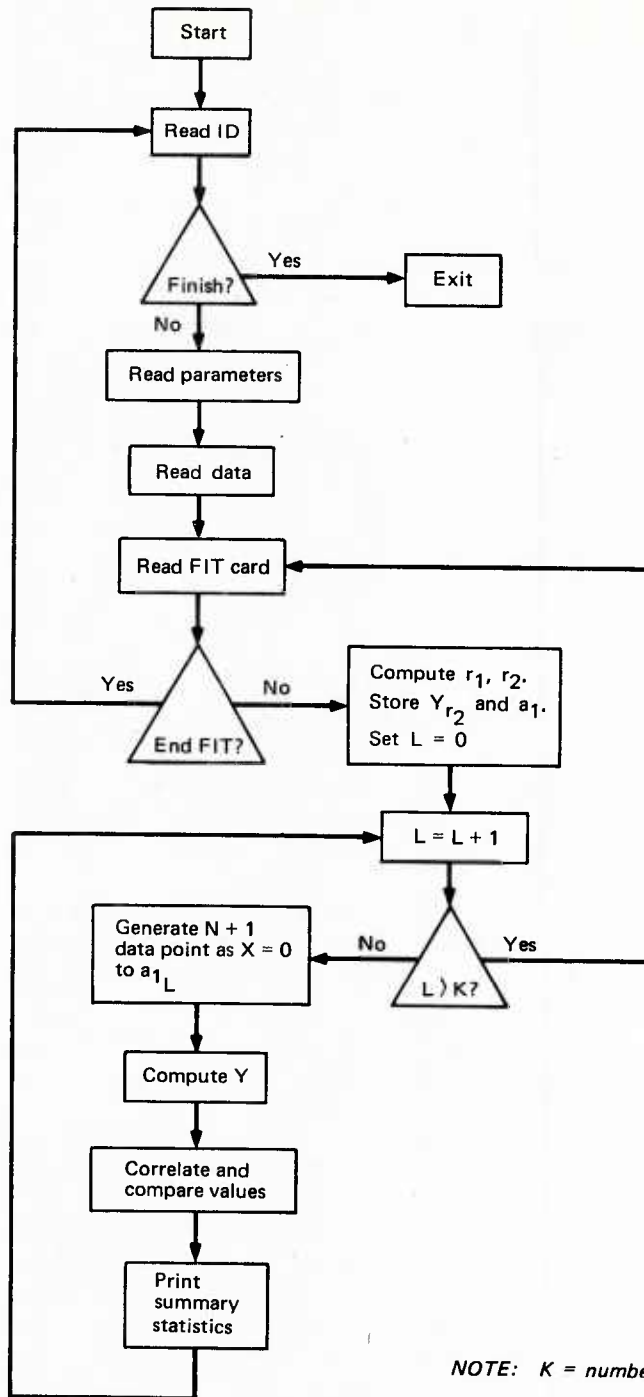 Start
Read ID
Finish?
Yes
Exit
No
Read parameters
Read data
Read FIT card
Yes
End FIT?
No
Compute r₁, r₂.
Store Y_r₂ and a₁.
Set L = 0
L = L + 1
L > K?
No
Yes
Generate N + 1
data point as X = 0
to a₁_L
Compute Y
Correlate and
compare values
Print
summary
statistics
NOTE: K = numbe